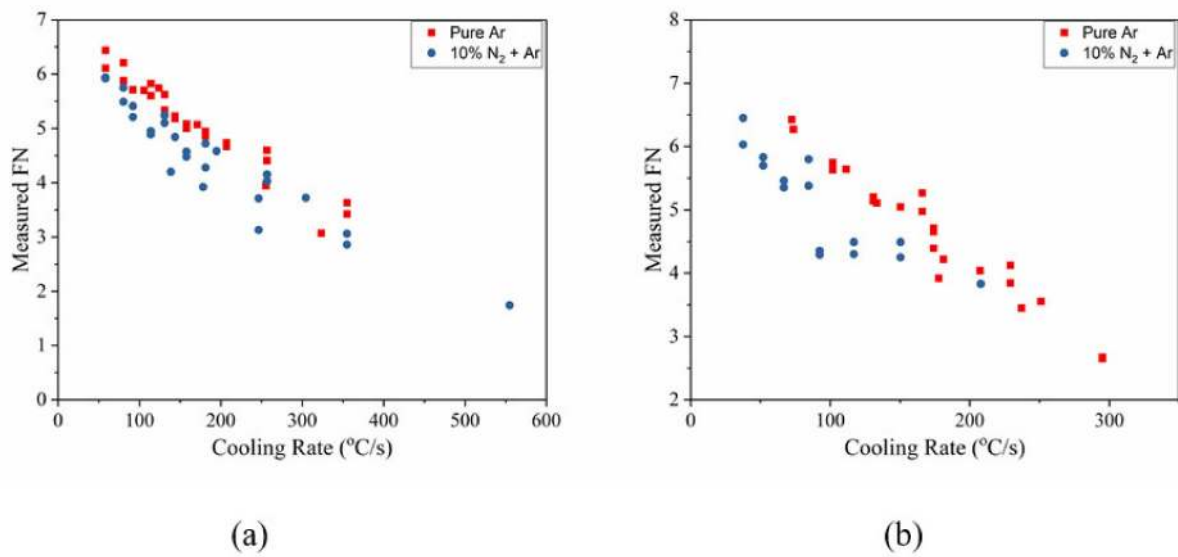 7
6
5
4
3
2
1
0
Measured FN
0 100 200 300 400 500 600
Cooling Rate (°C/s)
Pure Ar
10% N₂ + Ar
(a)
8
7
6
5
4
3
2
Measured FN
0 100 200 300
Cooling Rate (°C/s)
Pure Ar
10% N₂ + Ar
(b)